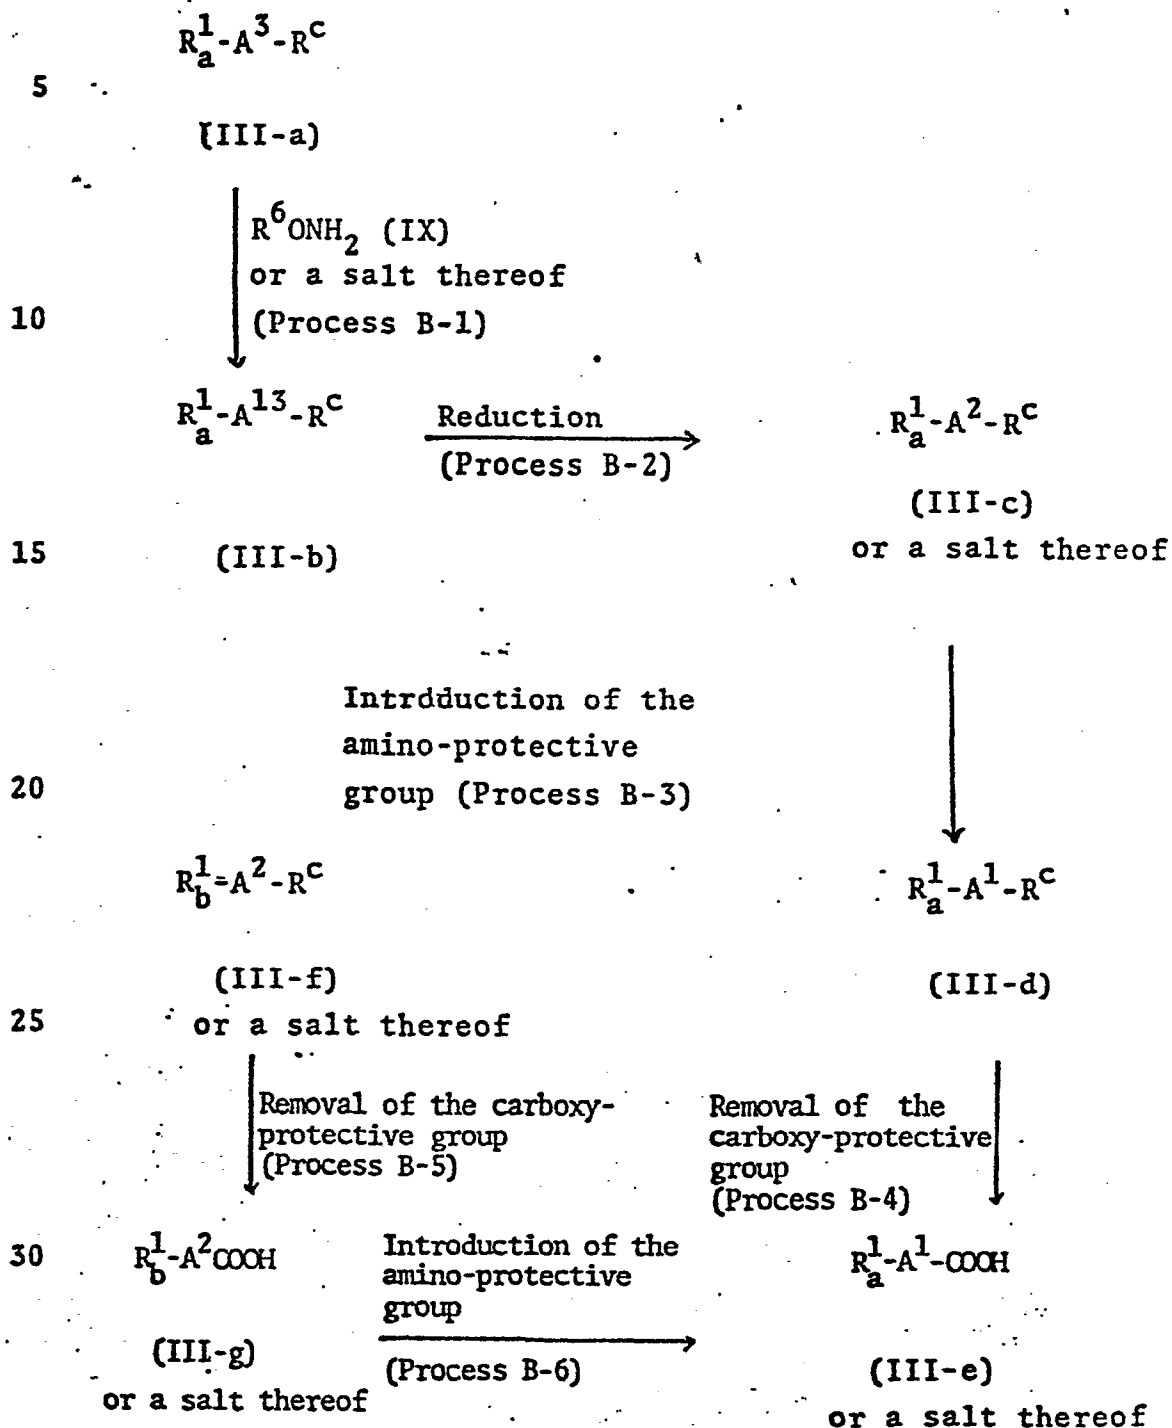 R¹ₐ-A³-Rᶜ
5
(III-a)
R⁶ONH₂ (IX)
or a salt thereof
10 (Process B-1)
R¹ₐ-A¹³-Rᶜ Reduction R¹ₐ-A²-Rᶜ
(Process B-2)
(III-c)
15 (III-b) or a salt thereof
Intrdduction of the
amino-protective
20 group (Process B-3)
R¹_b=A²-Rᶜ R¹ₐ-A¹-Rᶜ
(III-f) (III-d)
25 or a salt thereof
Removal of the carboxy-
protective group
(Process B-5)
Removal of the
carboxy-protective
group
(Process B-4)
30 R¹_b-A²COOH Introduction of the R¹ₐ-A¹-COOH
amino-protective
group
(III-g) (Process B-6) (III-e)
or a salt thereof or a salt thereof